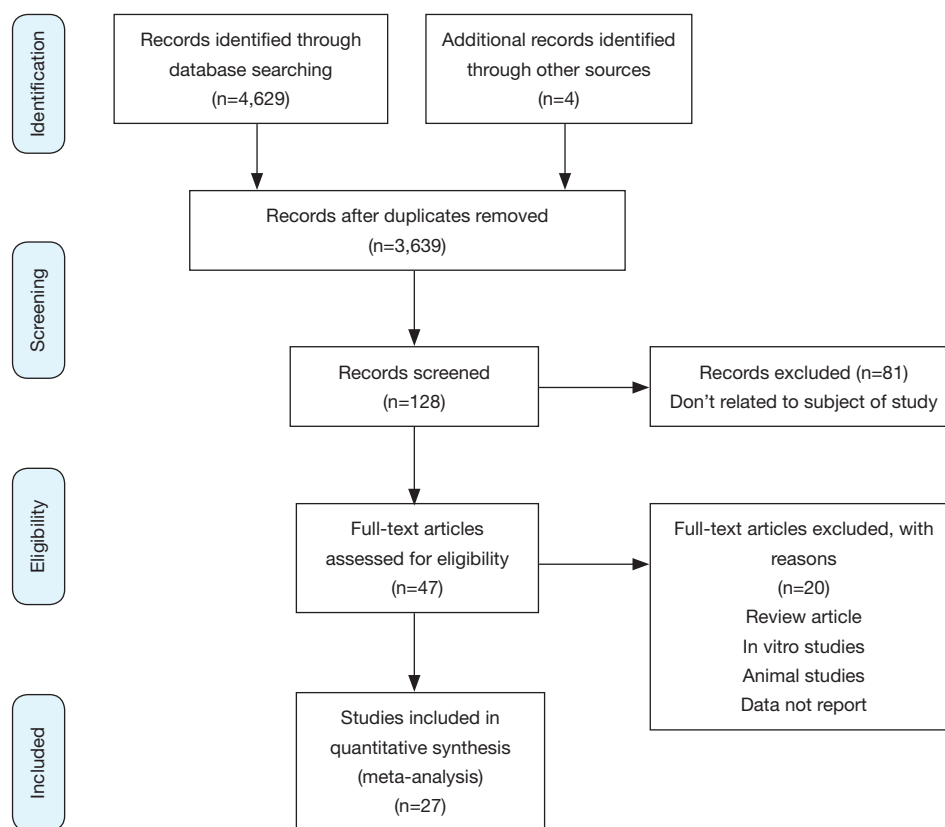 Identification
Records identified through
database searching
(n=4,629)
Additional records identified
through other sources
(n=4)
Records after duplicates removed
(n=3,639)
Screening
Records screened
(n=128)
Records excluded (n=81)
Don't related to subject of study
Eligibility
Full-text articles
assessed for eligibility
(n=47)
Full-text articles excluded, with
reasons
(n=20)
Review article
In vitro studies
Animal studies
Data not report
Included
Studies included in
quantitative synthesis
(meta-analysis)
(n=27)